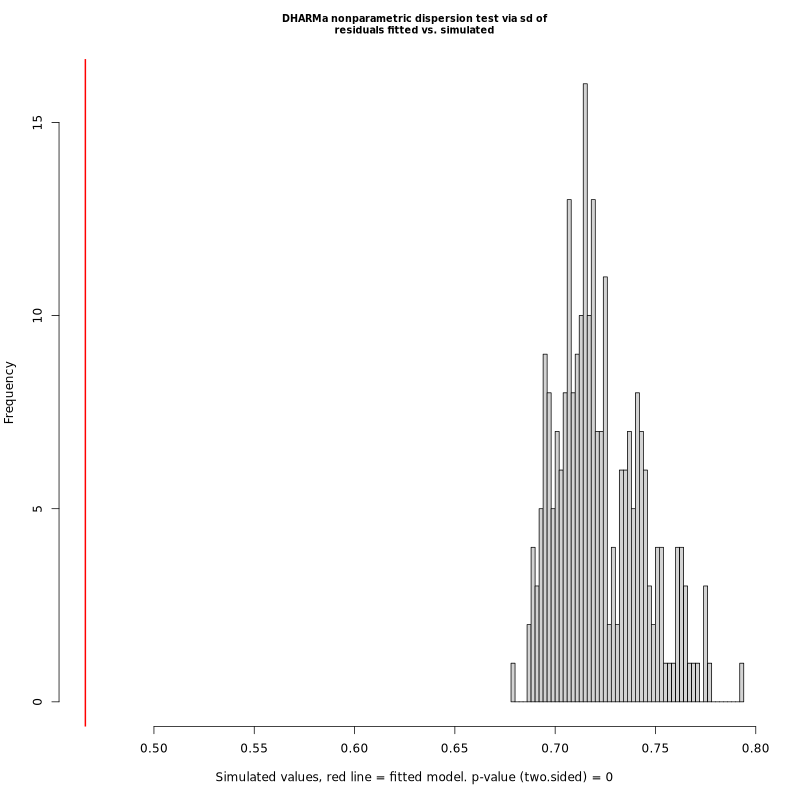 DHARMa nonparametric dispersion test via sd of
residuals fitted vs. simulated
Frequency
15
10
5
0
0.50 0.55 0.60 0.65 0.70 0.75 0.80
Simulated values, red line = fitted model. p-value (two.sided) = 0